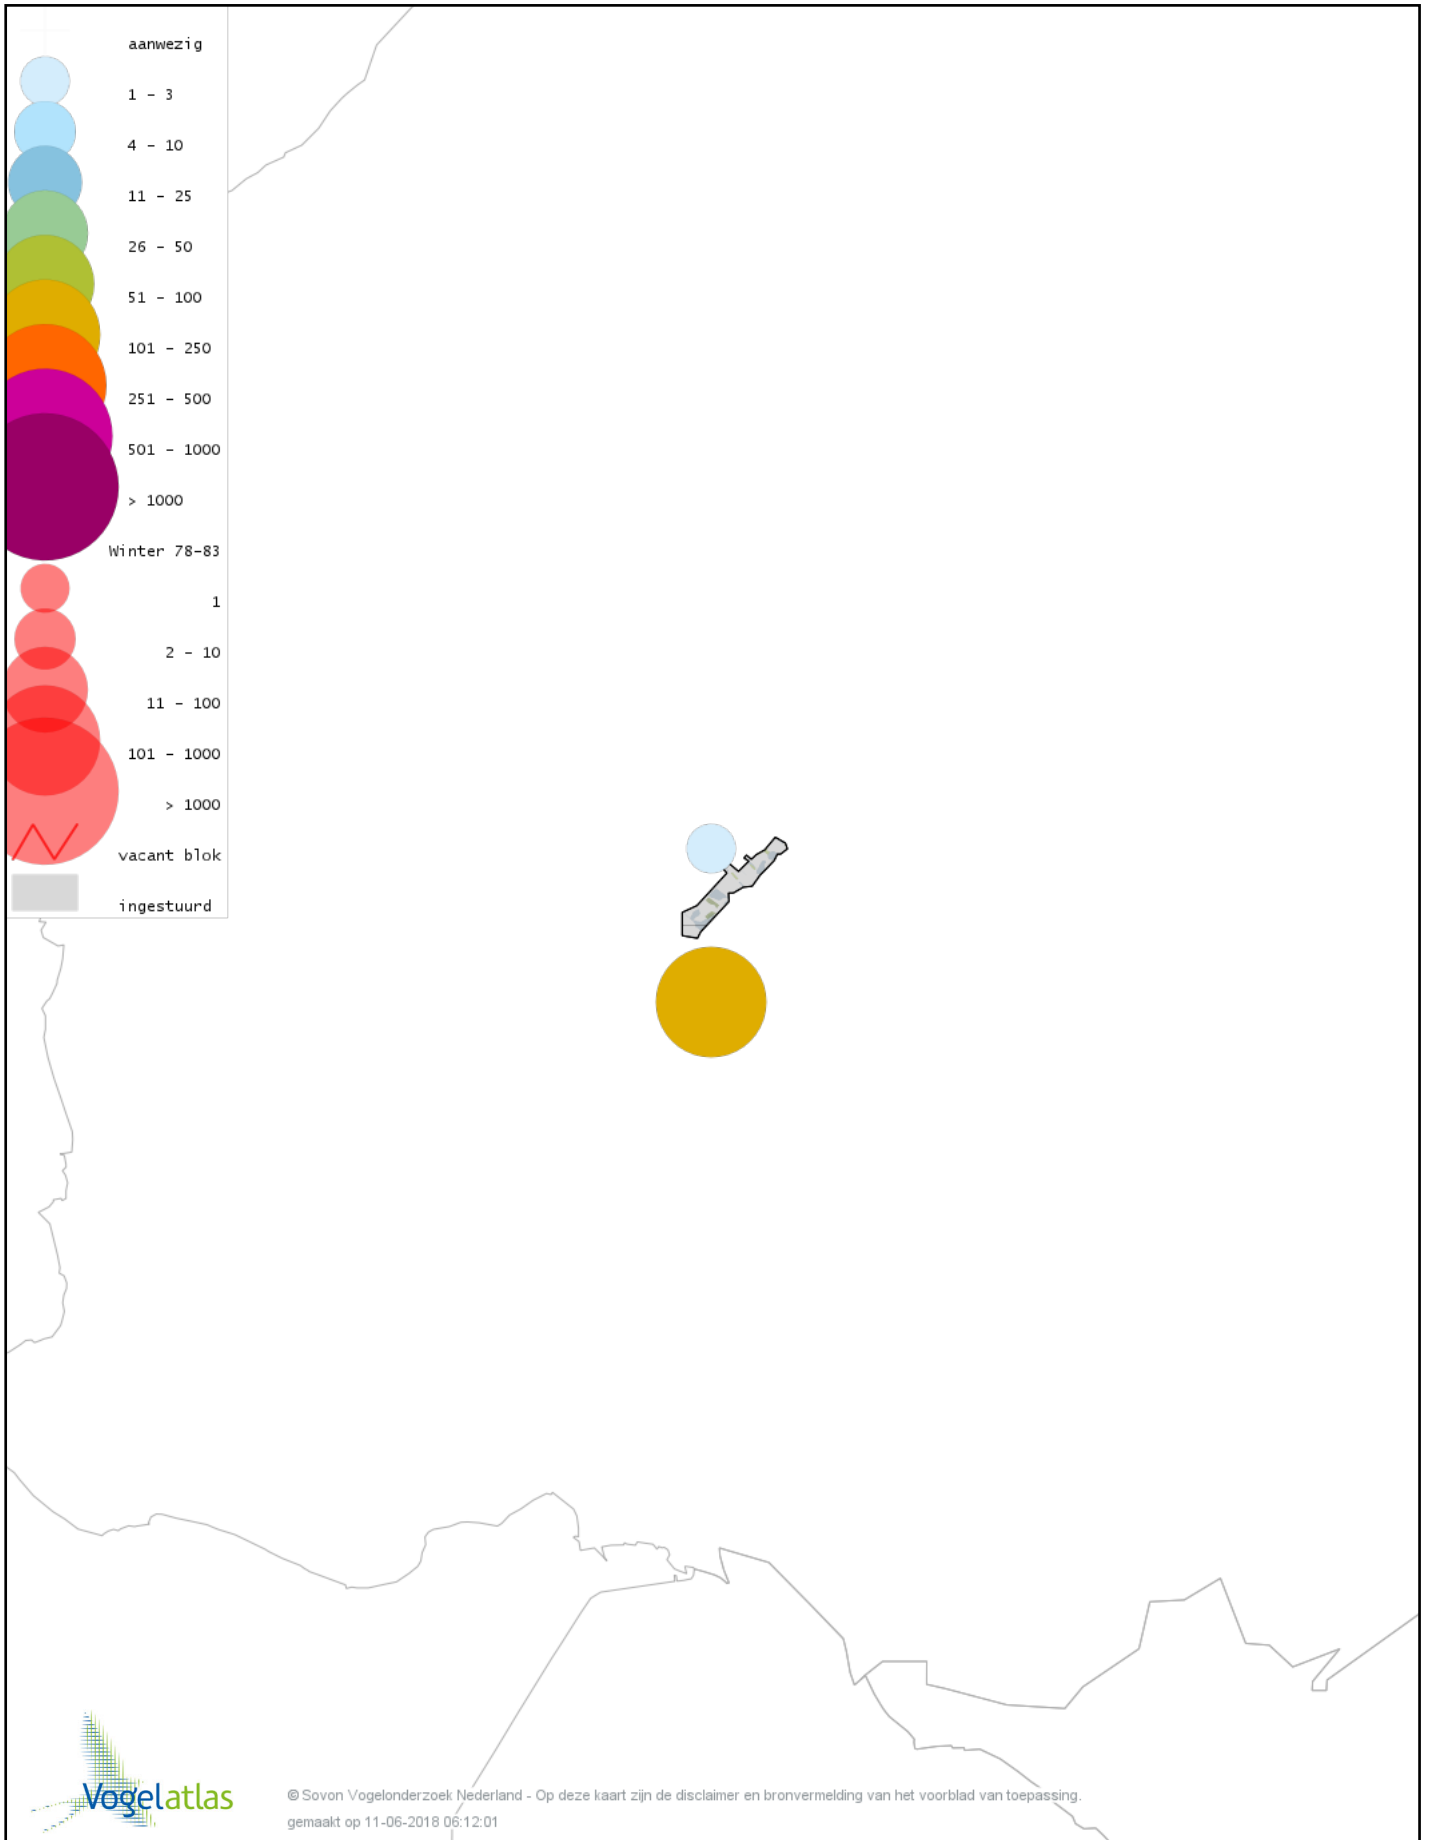 aanwezig
1 - 3
4 - 10
11 - 25
26 - 50
51 - 100
101 - 250
251 - 500
501 - 1000
> 1000
Winter 78-83
1
2 - 10
11 - 100
101 - 1000
> 1000
vacant blok
ingestuurd
Vogelatlas
© Sovon Vogelonderzoek Nederland - Op deze kaart zijn de disclaimer en bronvermelding van het voorblad van toepassing.
gemaakt op 11-06-2018 06:12:01